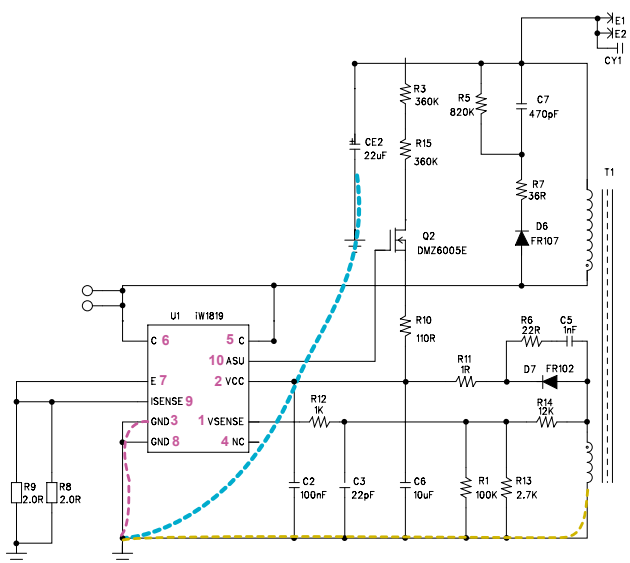 E1
E2
CY1
R3
360K
R5
820K
C7
470pF
CE2
22uF
R15
360K
T1
R7
36R
D6
FR107
Q2
DMZ6005E
U1 iW1819
R10
110R
C 6
5 C
10 ASU
R6
22R
C5
1nF
E 7
2 VCC
R11
1R
D7 FR102
ISENSE 9
R12
1K
R14
12K
GND 3
1 VSENSE
GND 8
4 NC
R9
2.0R
R8
2.0R
C2
100nF
C3
22pF
C6
10uF
R1
100K
R13
2.7K